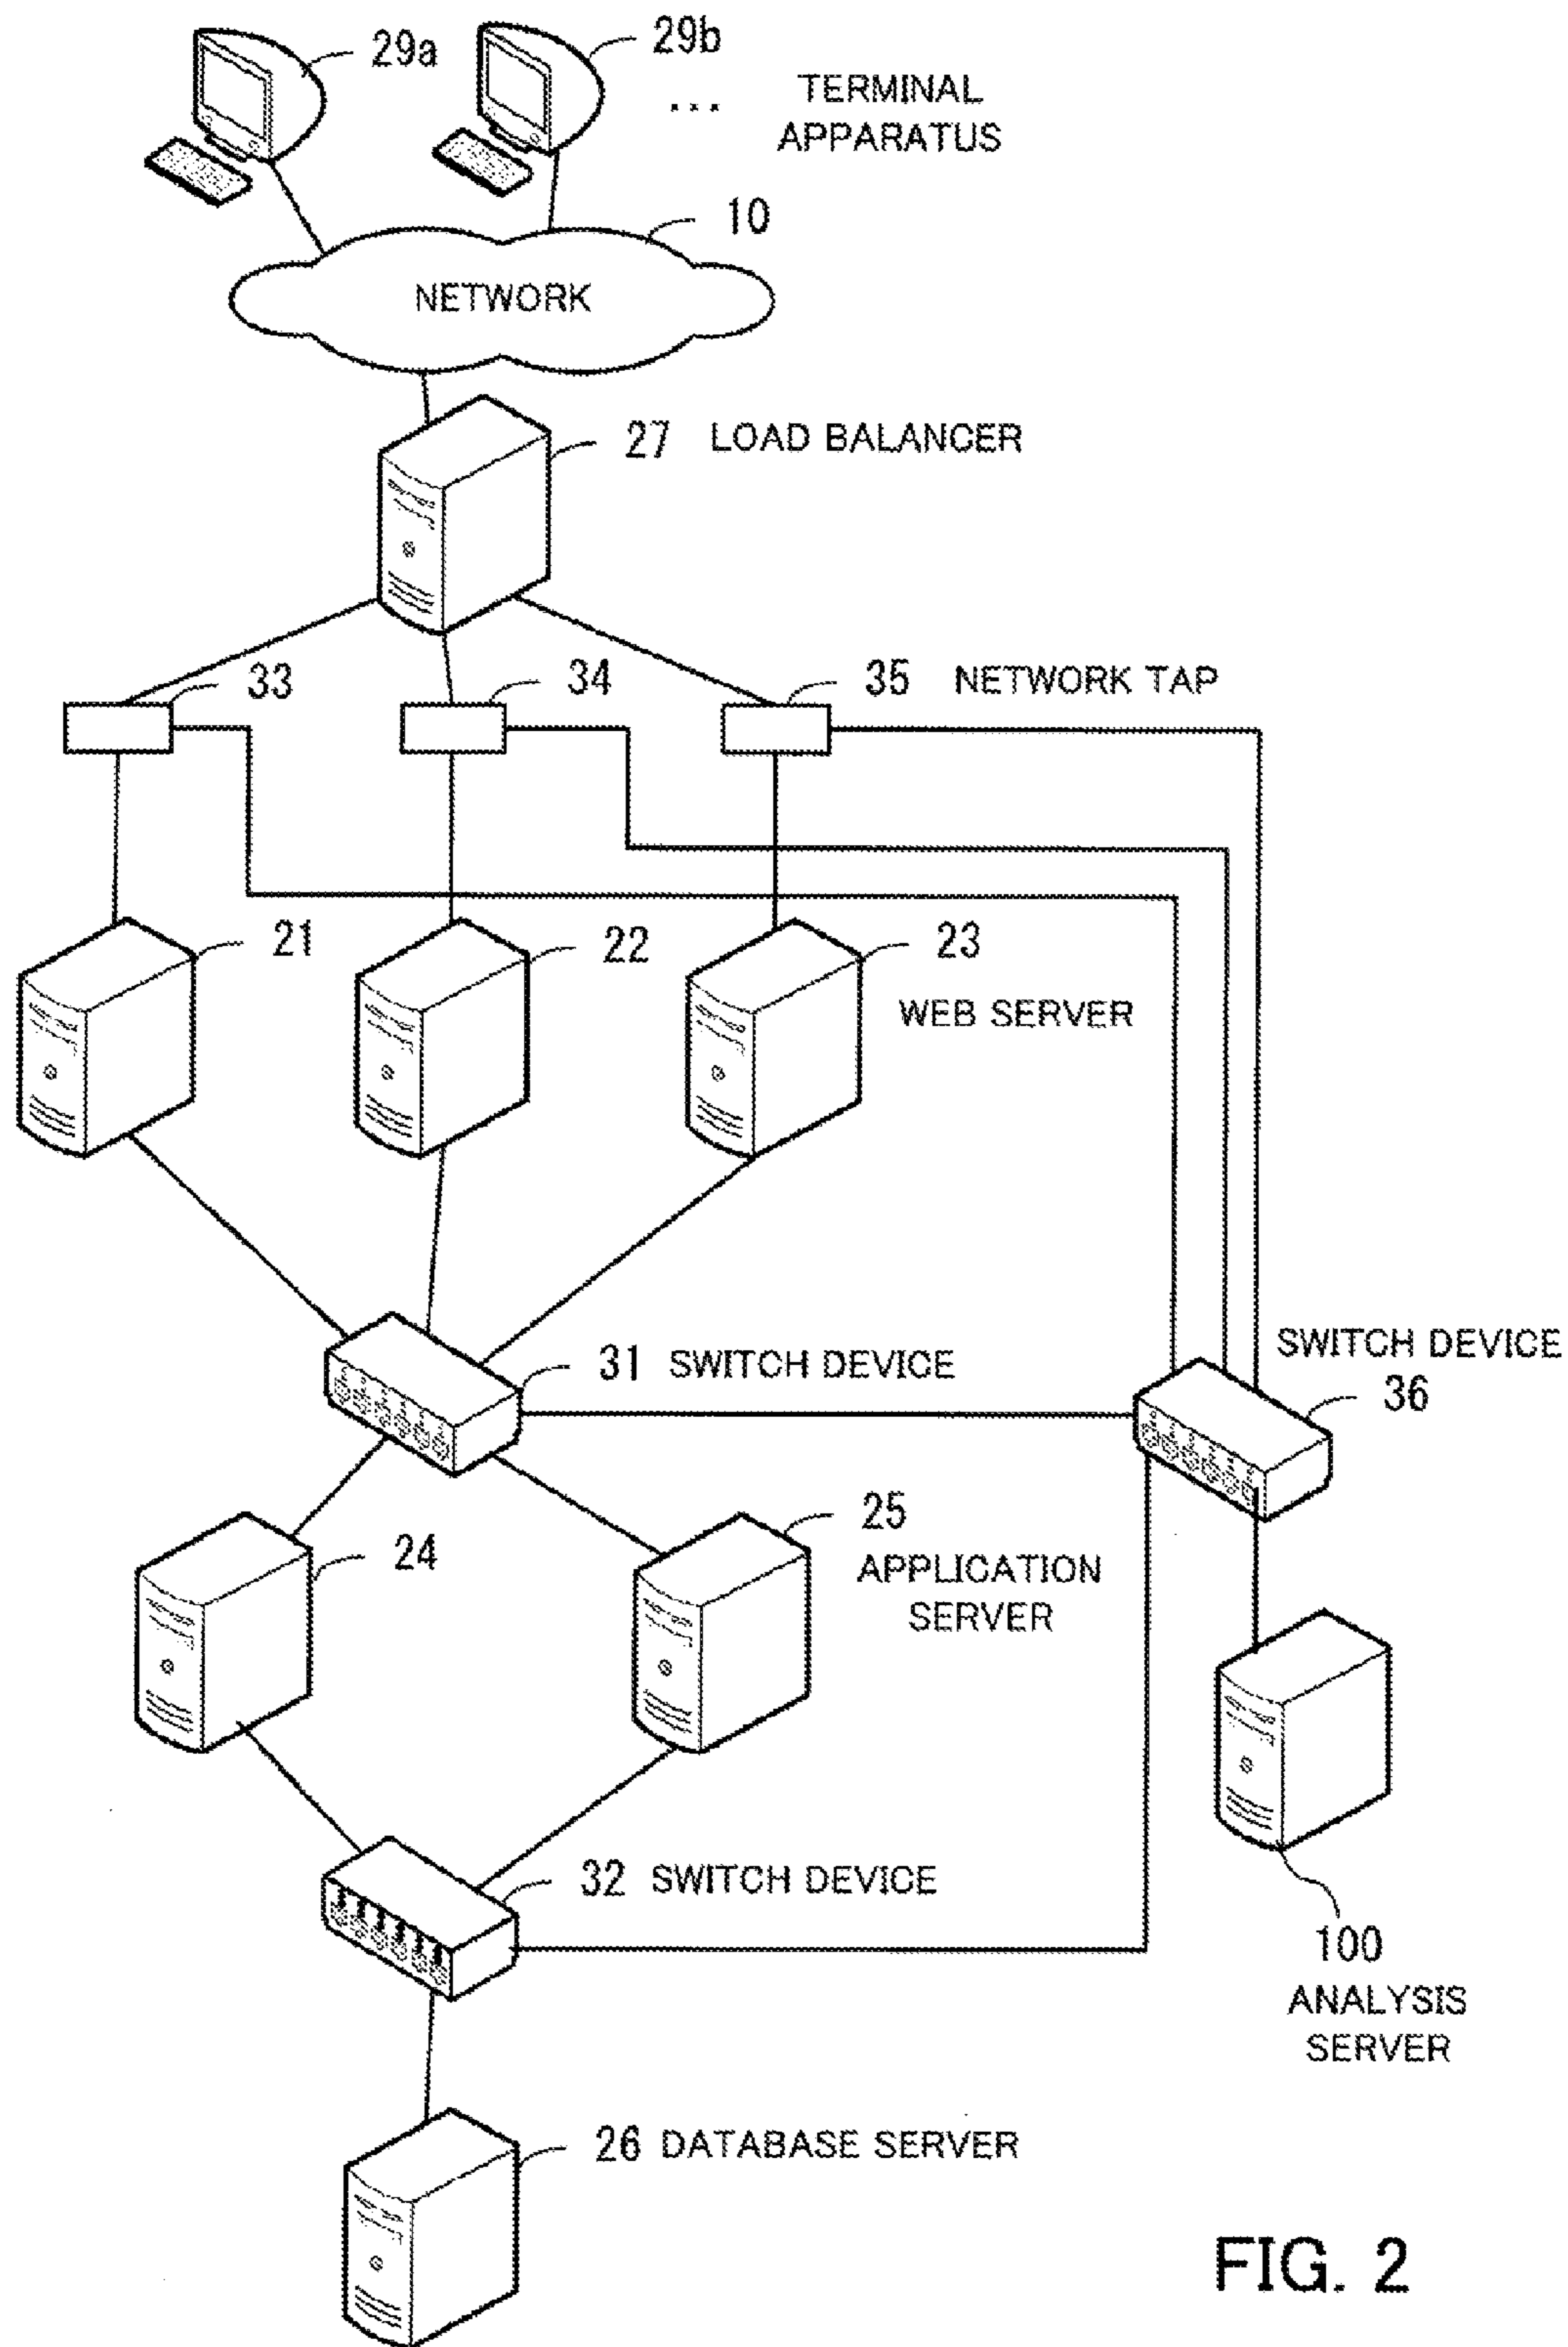 29a
29b
... TERMINAL
APPARATUS
10
NETWORK
27 LOAD BALANCER
33
34
35 NETWORK TAP
21
22
23
WEB SERVER
31 SWITCH DEVICE
SWITCH DEVICE
36
24
25
APPLICATION
SERVER
32 SWITCH DEVICE
100
ANALYSIS
SERVER
26 DATABASE SERVER
FIG. 2